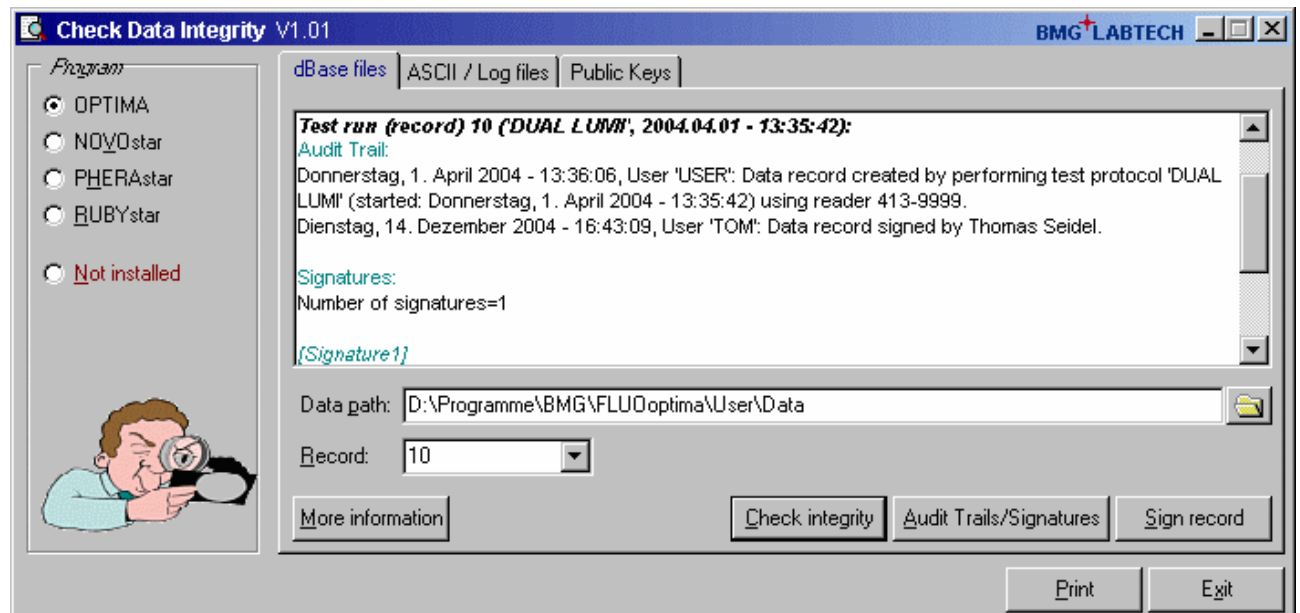 Check Data Integrity V1.01
BMG LABTECH
Program
OPTIMA
NOVOstar
PHERAstar
RUBYstar
Not installed
dBase files
ASCII / Log files
Public Keys
Test run (record) 10 ('DUAL LUMI', 2004.04.01 - 13:35:42):
Audit Trail:
Donnerstag, 1. April 2004 - 13:36:06, User 'USER': Data record created by performing test protocol 'DUAL
LUMI' (started: Donnerstag, 1. April 2004 - 13:35:42) using reader 413-9999.
Dienstag, 14. Dezember 2004 - 16:43:09, User 'TOM': Data record signed by Thomas Seidel.
Signatures:
Number of signatures=1
[Signature1]
Data path: D:\Programme\BMG\FLUOoptima\User\Data
Record: 10
More information
Check integrity
Audit Trails/Signatures
Sign record
Print
Exit